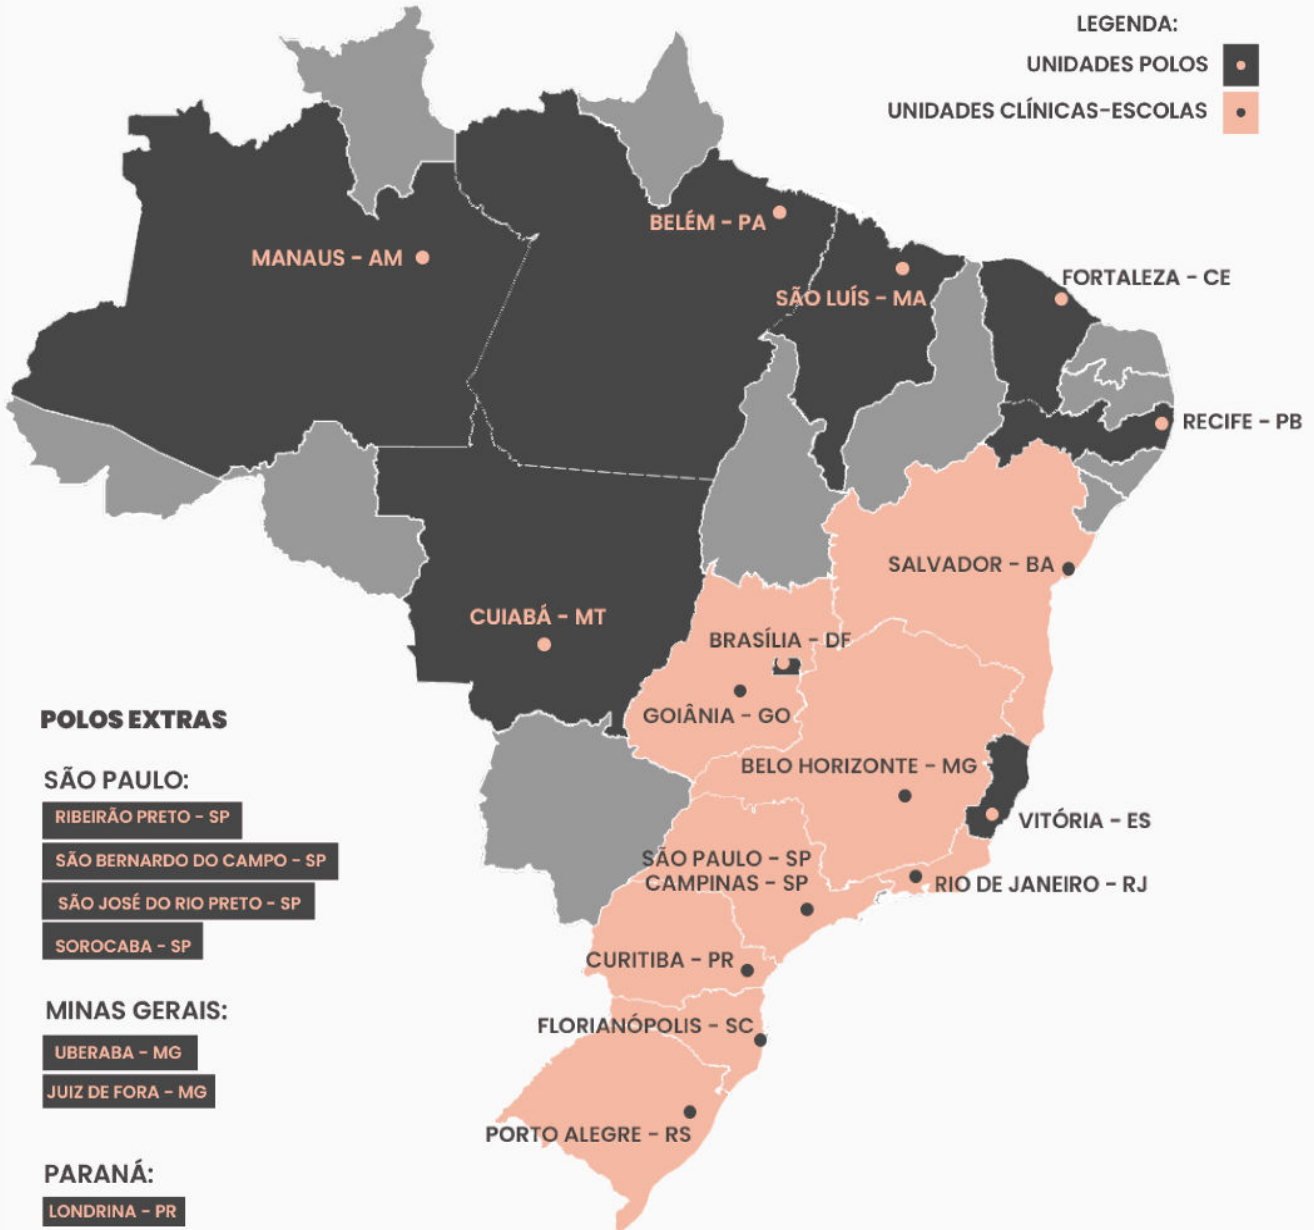 LEGENDA:
UNIDADES POLOS
UNIDADES CLÍNICAS-ESCOLAS
BELÉM - PA
MANAUS - AM
SÃO LUÍS - MA
FORTALEZA - CE
RECIFE - PB
SALVADOR - BA
CUIABÁ - MT
BRASÍLIA - DF
GOIÂNIA - GO
BELO HORIZONTE - MG
VITÓRIA - ES
SÃO PAULO - SP
CAMPINAS - SP
RIO DE JANEIRO - RJ
CURITIBA - PR
FLORIANÓPOLIS - SC
PORTO ALEGRE - RS
POLOS EXTRAS
SÃO PAULO:
RIBEIRÃO PRETO - SP
SÃO BERNARDO DO CAMPO - SP
SÃO JOSÉ DO RIO PRETO - SP
SOROCABA - SP
MINAS GERAIS:
UBERABA - MG
JUIZ DE FORA - MG
PARANÁ:
LONDRINA - PR